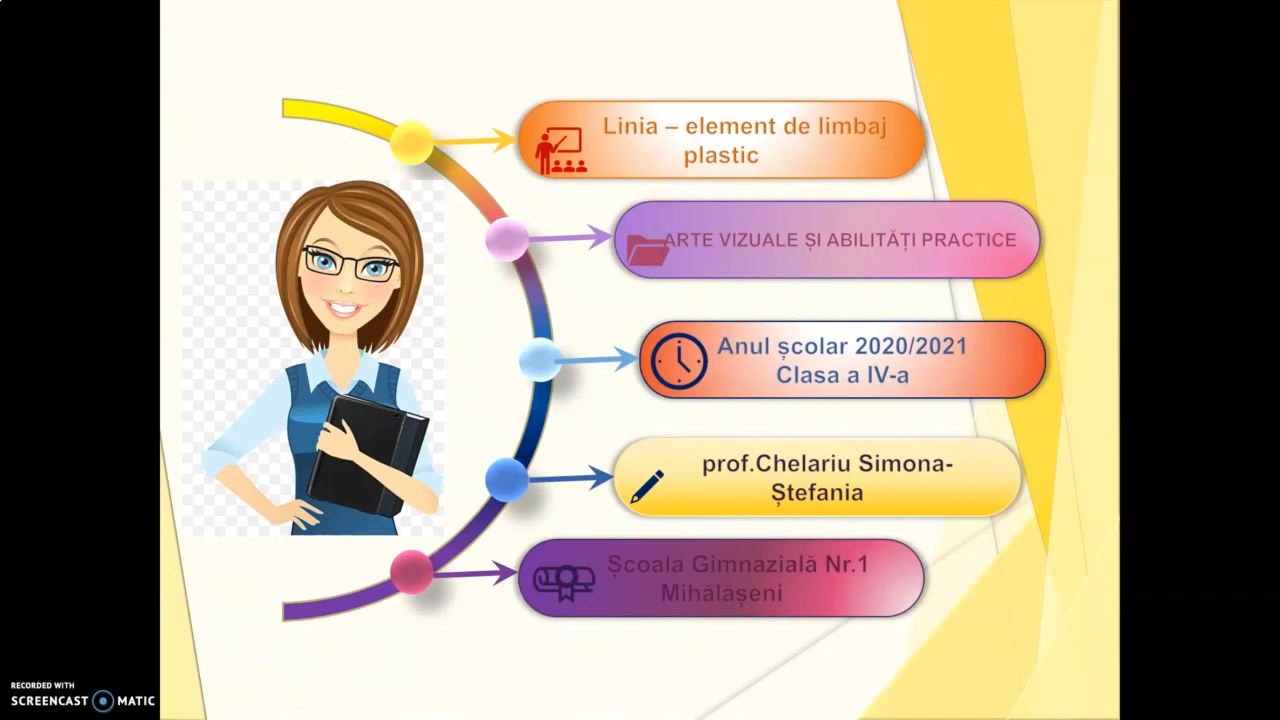 Linia – element de limbaj
plastic
ARTE VIZUALE ȘI ABILITĂȚI PRACTICE
Anul școlar 2020/2021
Clasa a IV-a
prof.Chelariu Simona-
Ștefania
Școala Gimnazială Nr.1
Mihălășeni
RECORDED WITH
SCREENCAST MATIC